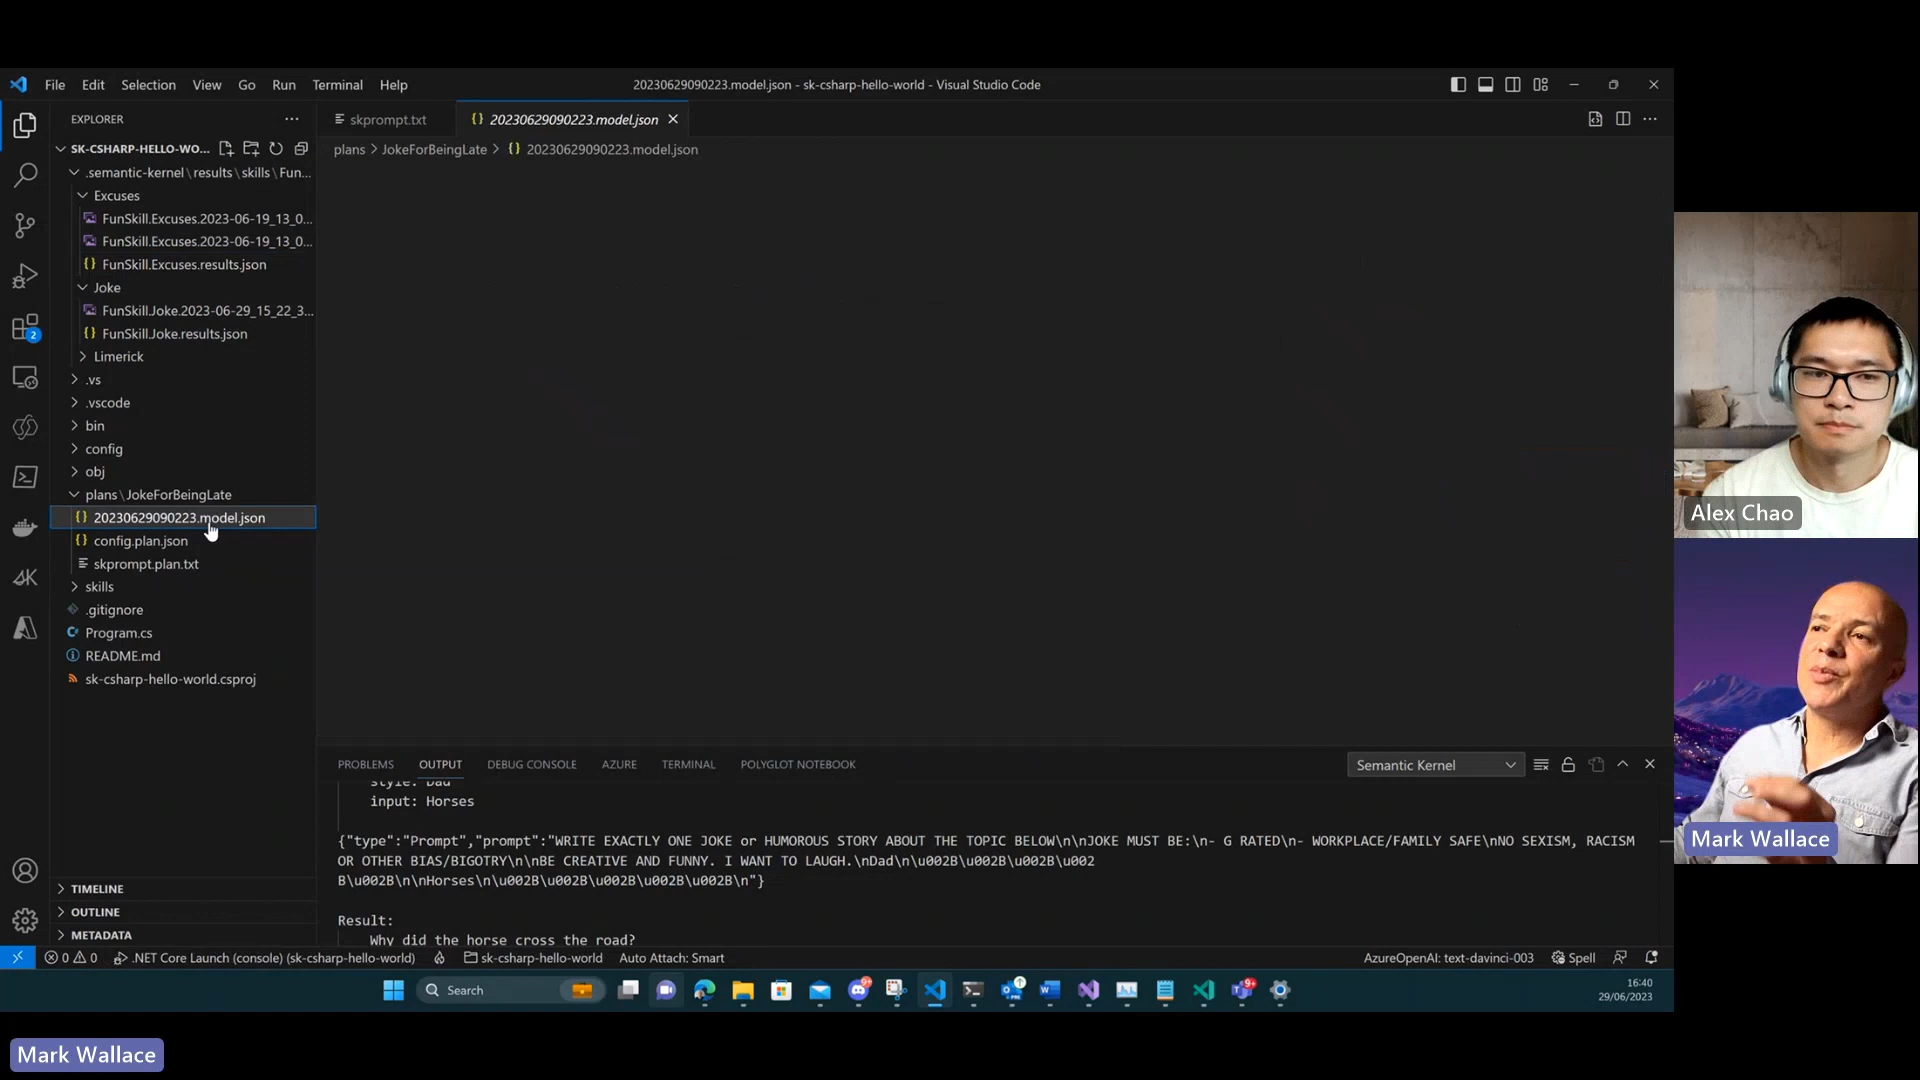 File Edit Selection View Go Run Terminal Help
20230629090223.model.json - sk-csharp-hello-world - Visual Studio Code
EXPLORER
SK-CSHARP-HELLO-WO...
.semantic-kernel\results\skills\Fun...
Excuses
FunSkill.Excuses.2023-06-19_13_0...
FunSkill.Excuses.2023-06-19_13_0...
{} FunSkill.Excuses.results.json
Joke
FunSkill.Joke.2023-06-29_15_22_3...
{} FunSkill.Joke.results.json
Limerick
.vs
.vscode
bin
config
obj
plans\JokeForBeingLate
{} 20230629090223.model.json
{} config.plan.json
skprompt.plan.txt
skills
.gitignore
Program.cs
README.md
sk-csharp-hello-world.csproj
2
TIMELINE
OUTLINE
METADATA
skprompt.txt
{} 20230629090223.model.json
plans > JokeForBeingLate > {} 20230629090223.model.json
PROBLEMS OUTPUT DEBUG CONSOLE AZURE TERMINAL POLYGLOT NOTEBOOK
Semantic Kernel
style: Dad
input: Horses
{"type":"Prompt","prompt":"WRITE EXACTLY ONE JOKE or HUMOROUS STORY ABOUT THE TOPIC BELOW\n\nJOKE MUST BE:\n- G RATED\n- WORKPLACE/FAMILY SAFE\nNO SEXISM, RACISM
OR OTHER BIAS/BIGOTRY\n\nBE CREATIVE AND FUNNY. I WANT TO LAUGH.\nDad\n\u002B\u002B\u002B\u002
B\u002B\n\nHorses\n\u002B\u002B\u002B\u002B\u002B\n"}
Result:
Why did the horse cross the road?
0 0 .NET Core Launch (console) (sk-csharp-hello-world) sk-csharp-hello-world Auto Attach: Smart
AzureOpenAI: text-davinci-003 Spell
Search
16:40
29/06/2023
Alex Chao
Mark Wallace
Mark Wallace